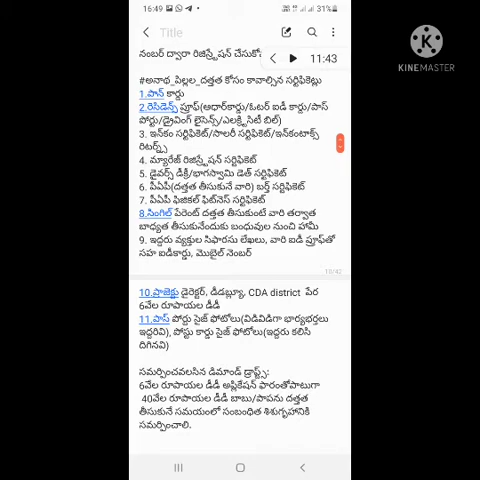 16:49
31%
Title
నంబర్ ద్వారా రిజిస్ట్రేషన్ చేసుకో
11:43
KINEMASTER
#అనాథ_పిల్లల_దత్తత కోసం కావాల్సిన సర్టిఫికెట్లు
1.పాన్ కార్డు
2.రెసిడెన్స్ ప్రూఫ్(ఆధార్‌కార్డు/ఓటర్ ఐడీ కార్డు/పాస్
పోర్టు/డ్రైవింగ్ లైసెన్స్/ఎలక్ట్రిసిటీ బిల్)
3. ఇన్‌కం సర్టిఫికెట్/సాలరీ సర్టిఫికెట్/ఇన్‌కంటాక్స్
రిటర్న్స్
4. మ్యారేజ్ రిజిస్ట్రేషన్ సర్టిఫికెట్
5. డైవర్స్ డీక్రీ/భాగస్వామి డెత్ సర్టిఫికెట్
6. పీఏపీ(దత్తత తీసుకునే వారి) బర్త్ సర్టిఫికెట్
7. పీఏపీ ఫిజికల్ ఫిట్‌నెస్ సర్టిఫికెట్
8.సింగిల్ పేరెంట్ దత్తత తీసుకుంటే వారి తర్వాత
బాధ్యత తీసుకునేందుకు బంధువుల నుంచి హామీ
9. ఇద్దరు వ్యక్తుల సిఫారసు లేఖలు, వారి ఐడీ ప్రూఫ్‌తో
సహ ఐడీకార్డు, మొబైల్ నెంబర్
10/42
10.ప్రాజెక్టు డైరెక్టర్, డీడబ్ల్యూ, CDA district పేర
6వేల రూపాయల డీడీ
11.పాస్ పోర్టు సైజ్ ఫోటోలు(విడివిడిగా భార్యభర్తలు
ఇద్దరివి), పోస్టు కార్డు సైజ్ ఫోటోలు(ఇద్దరు కలిసి
దిగినవి)
సమర్పించవలసిన డిమాండ్ డ్రాఫ్ట్స్:
6వేల రూపాయల డీడీ అప్లికేషన్ ఫారంతోపాటుగా
40వేల రూపాయల డీడీ బాబు/పాపను దత్తత
తీసుకునే సమయంలో సంబంధిత శిశుగృహానికి
సమర్పించాలి.